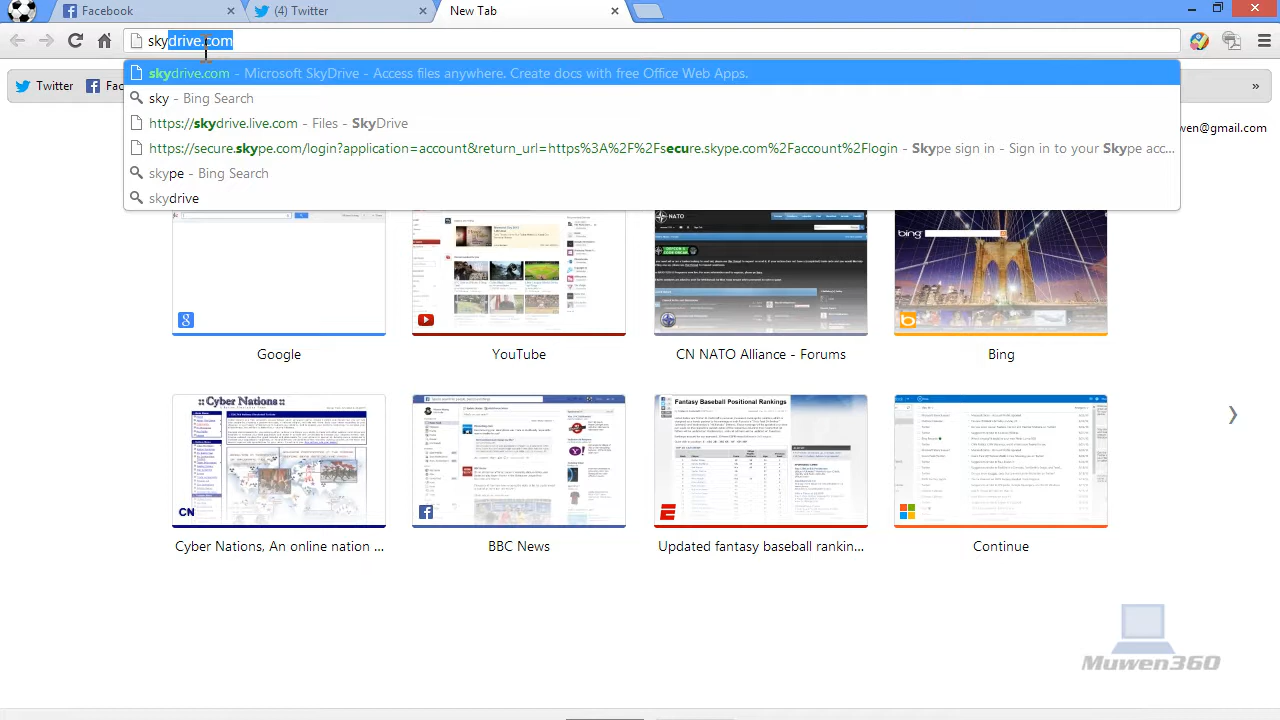 Facebook
(4) Twitter
New Tab
skydrive.com
skydrive.com - Microsoft SkyDrive - Access files anywhere. Create docs with free Office Web Apps.
sky - Bing Search
https://skydrive.live.com - Files - SkyDrive
https://secure.skype.com/login?application=account&return_url=https%3A%2F%2Fsecure.skype.com%2Faccount%2Flogin - Skype sign in - Sign in to your Skype acc...
skype - Bing Search
skydrive
Twitter
Fa
»
wen@gmail.com
NATO
bing
Google
YouTube
CN NATO Alliance - Forums
Bing
:: Cyber Nations ::
Fantasy Baseball Positional Rankings
CN
Cyber Nations, An online nation ...
BBC News
Updated fantasy baseball rankin...
Continue
Muwen360